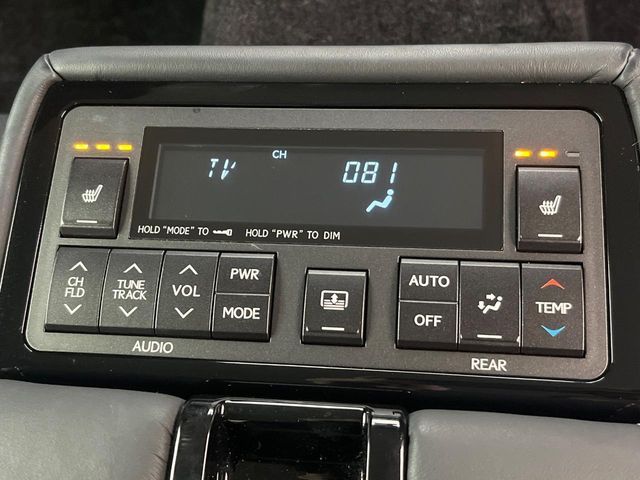 CH
TV 081
HOLD "MODE" TO
HOLD "PWR" TO DIM
CH
FLD
TUNE
TRACK
VOL
PWR
MODE
AUTO
OFF
TEMP
AUDIO
REAR